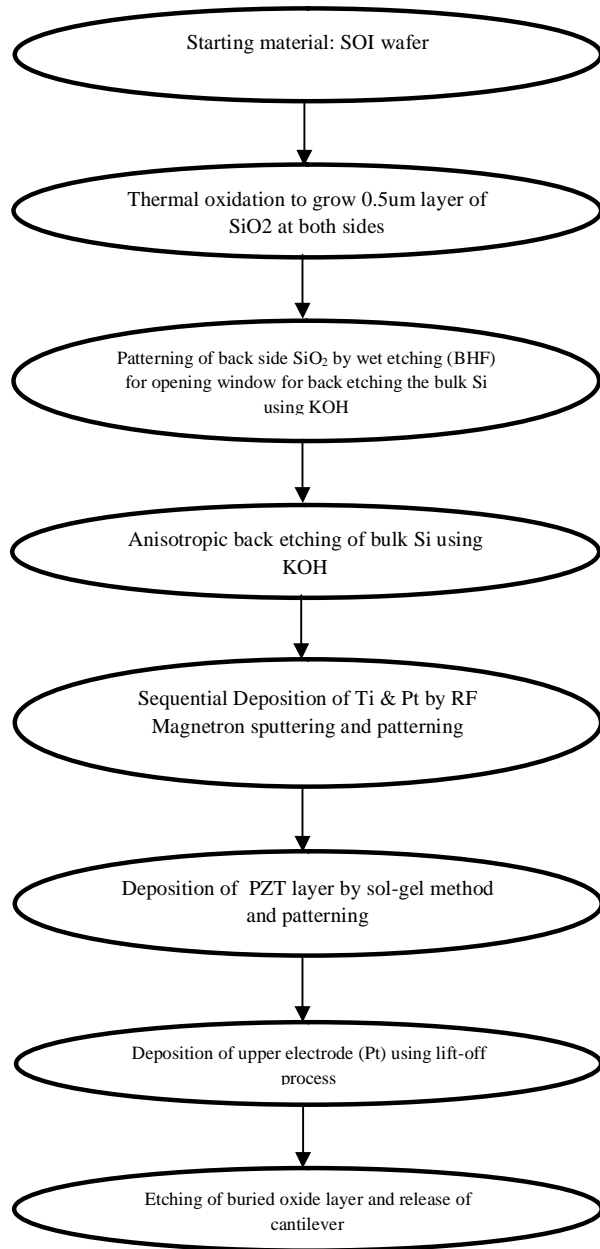 Starting material: SOI wafer
Thermal oxidation to grow 0.5um layer of
SiO2 at both sides
Patterning of back side SiO₂ by wet etching (BHF)
for opening window for back etching the bulk Si
using KOH
Anisotropic back etching of bulk Si using
KOH
Sequential Deposition of Ti & Pt by RF
Magnetron sputtering and patterning
Deposition of PZT layer by sol-gel method
and patterning
Deposition of upper electrode (Pt) using lift-off
process
Etching of buried oxide layer and release of
cantilever